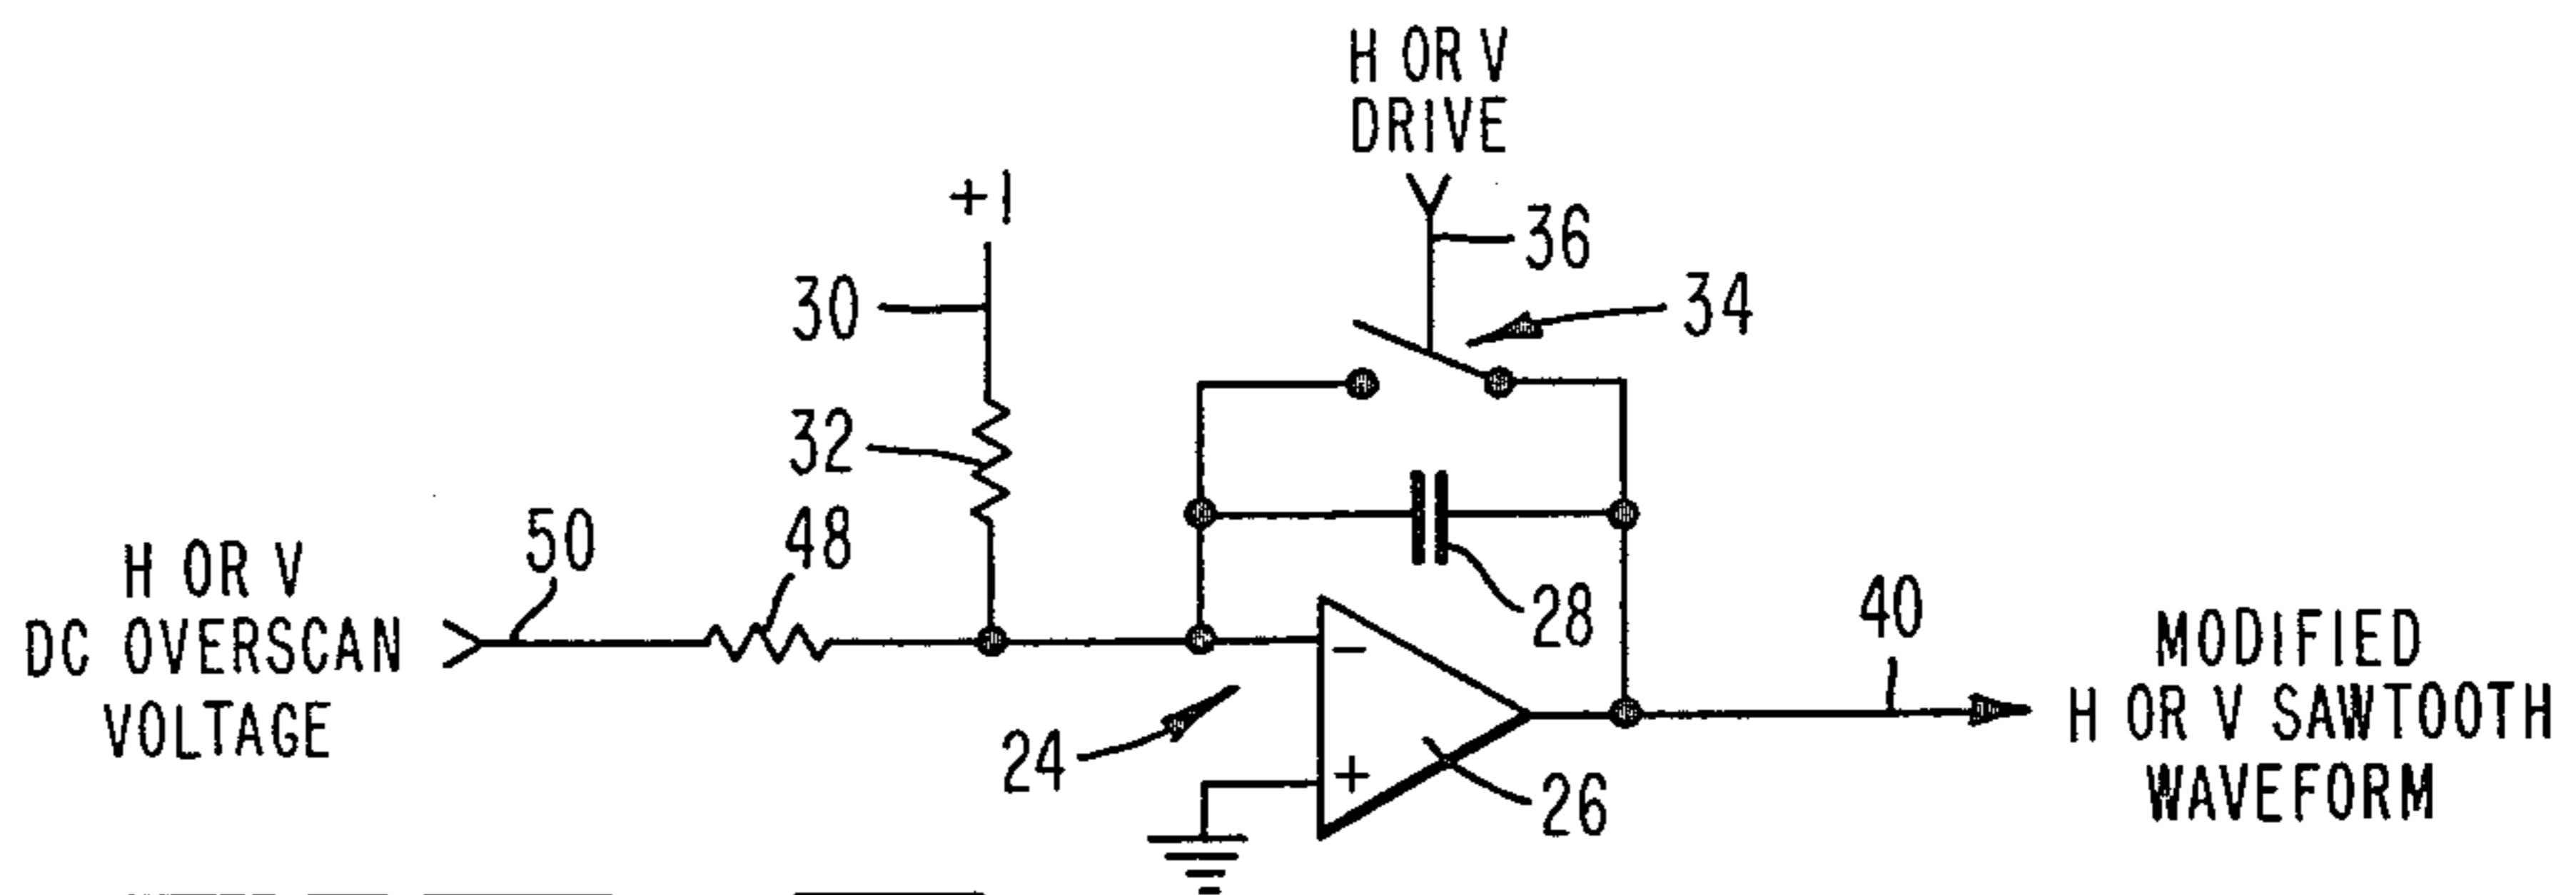 H OR V
DRIVE
+1
36
30
34
32
H OR V
DC OVERSCAN
VOLTAGE
50
48
28
40
MODIFIED
H OR V SAWTOOTH
WAVEFORM
24
−
+
26